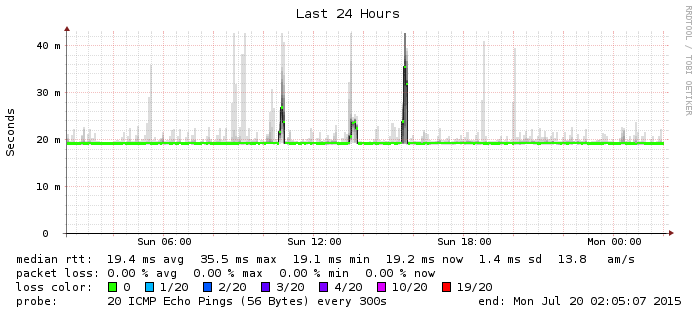 Last 24 Hours
RRDTOOL / TOBI OETIKER
Seconds
40 m
30 m
20 m
10 m
0
Sun 06:00 Sun 12:00 Sun 18:00 Mon 00:00
median rtt: 19.4 ms avg 35.5 ms max 19.1 ms min 19.2 ms now 1.4 ms sd 13.8 am/s
packet loss: 0.00 % avg 0.00 % max 0.00 % min 0.00 % now
loss color: 0 1/20 2/20 3/20 4/20 10/20 19/20
probe: 20 ICMP Echo Pings (56 Bytes) every 300s end: Mon Jul 20 02:05:07 2015